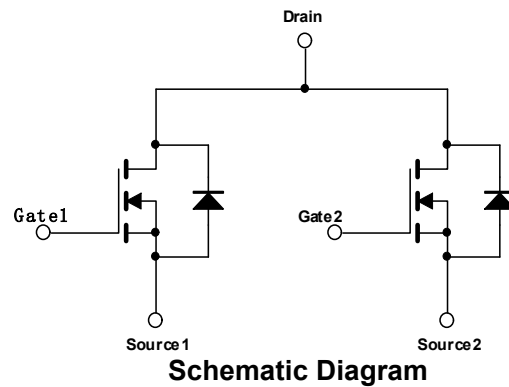 Drain
Gate1
Gate2
Source1
Source2
Schematic Diagram